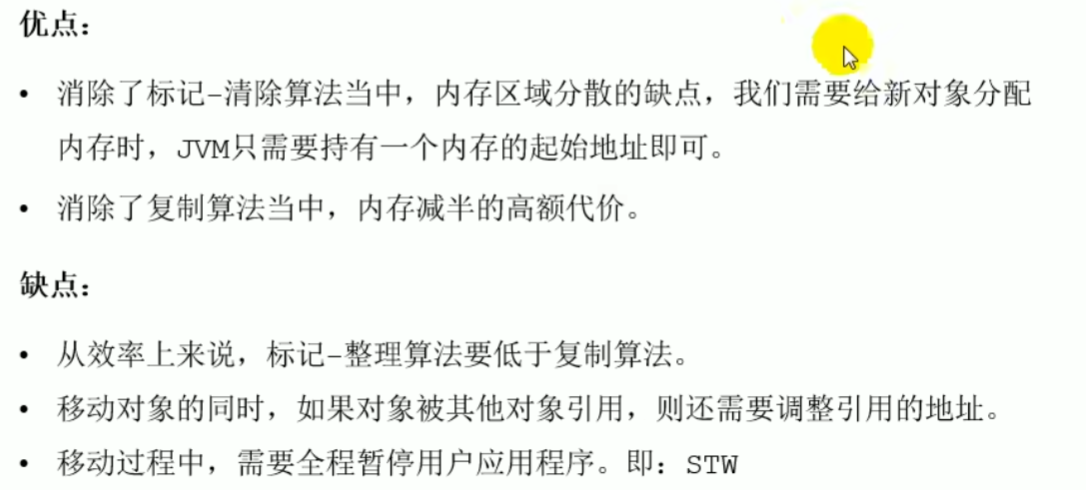 优点：
• 消除了标记-清除算法当中，内存区域分散的缺点，我们需要给新对象分配
内存时，JVM只需要持有一个内存的起始地址即可。
• 消除了复制算法当中，内存减半的高额代价。
缺点：
• 从效率上来说，标记-整理算法要低于复制算法。
• 移动对象的同时，如果对象被其他对象引用，则还需要调整引用的地址。
• 移动过程中，需要全程暂停用户应用程序。即：STW